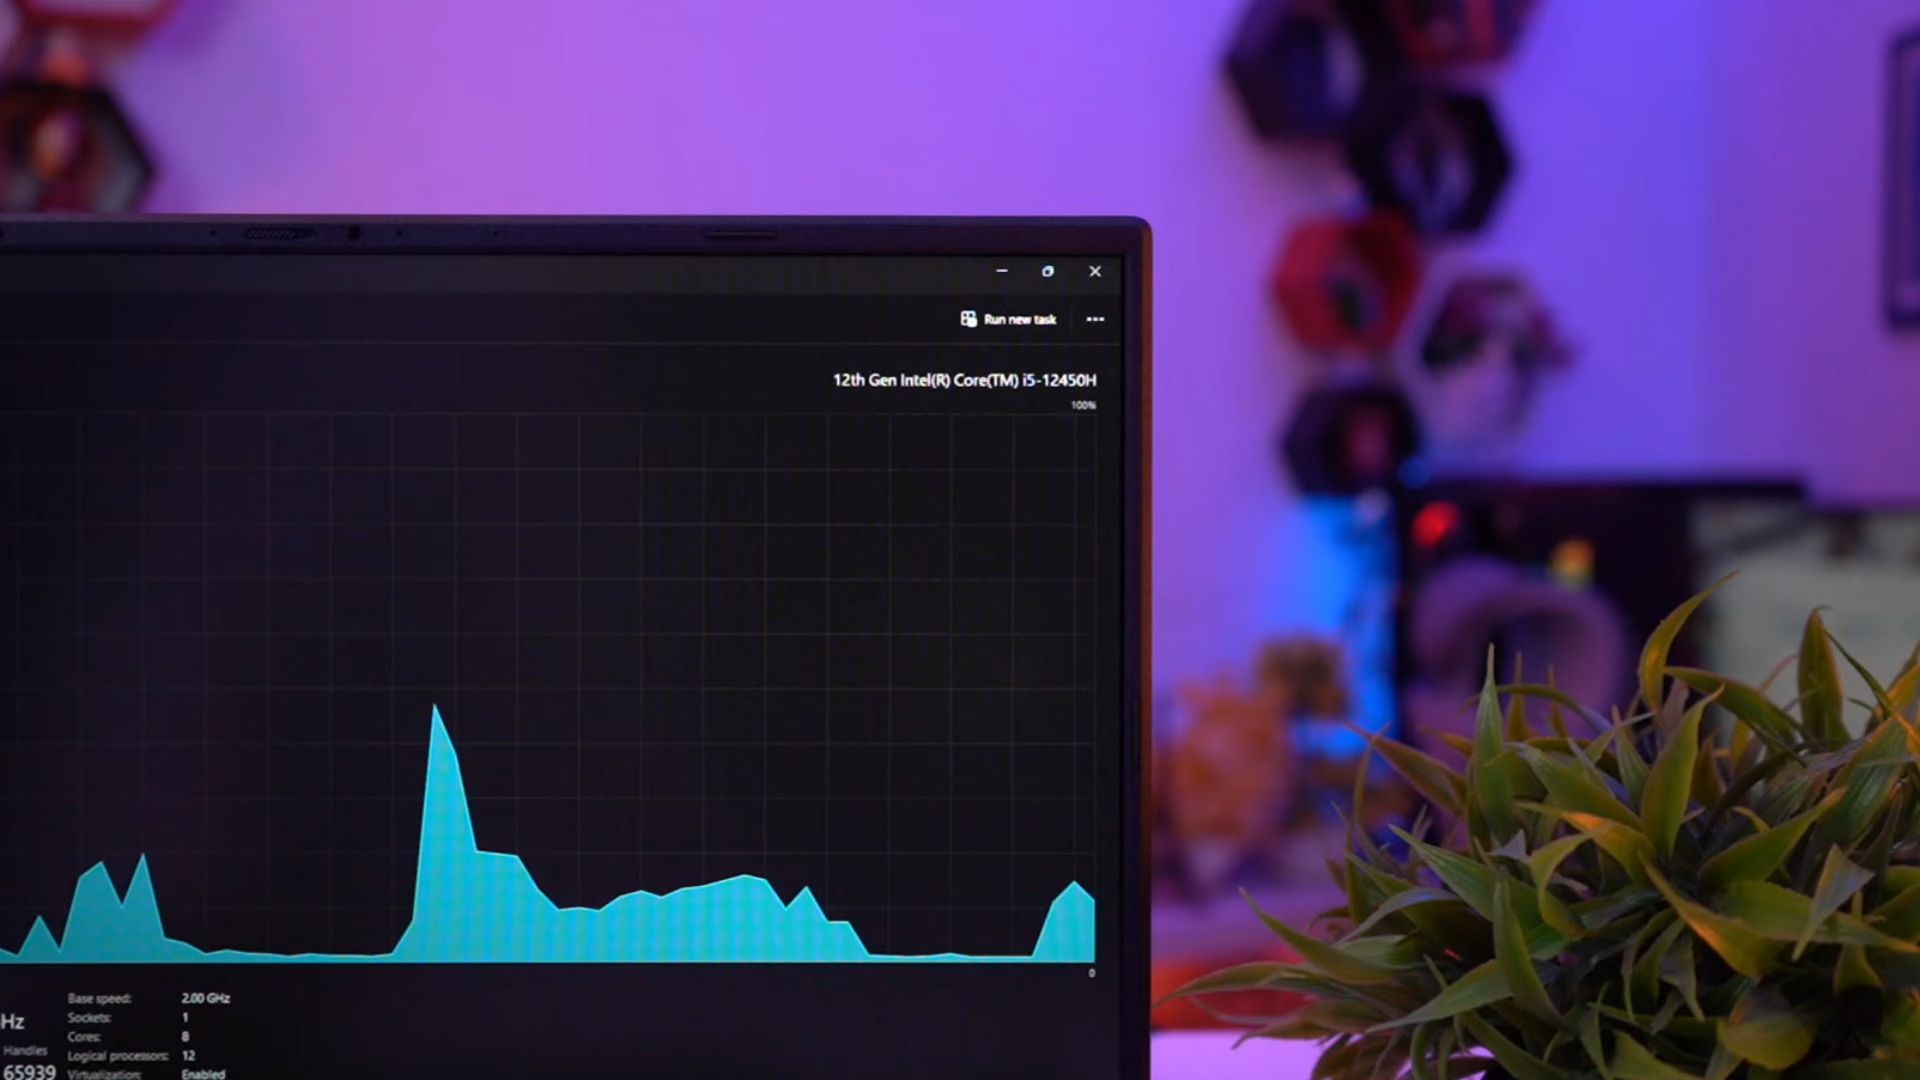 Run new task
12th Gen Intel(R) Core(TM) i5-12450H
100%
0
Base speed: 2.00 GHz
Hz
Sockets: 1
Cores: 8
Handles
Logical processors: 12
65939
Virtualization: Enabled